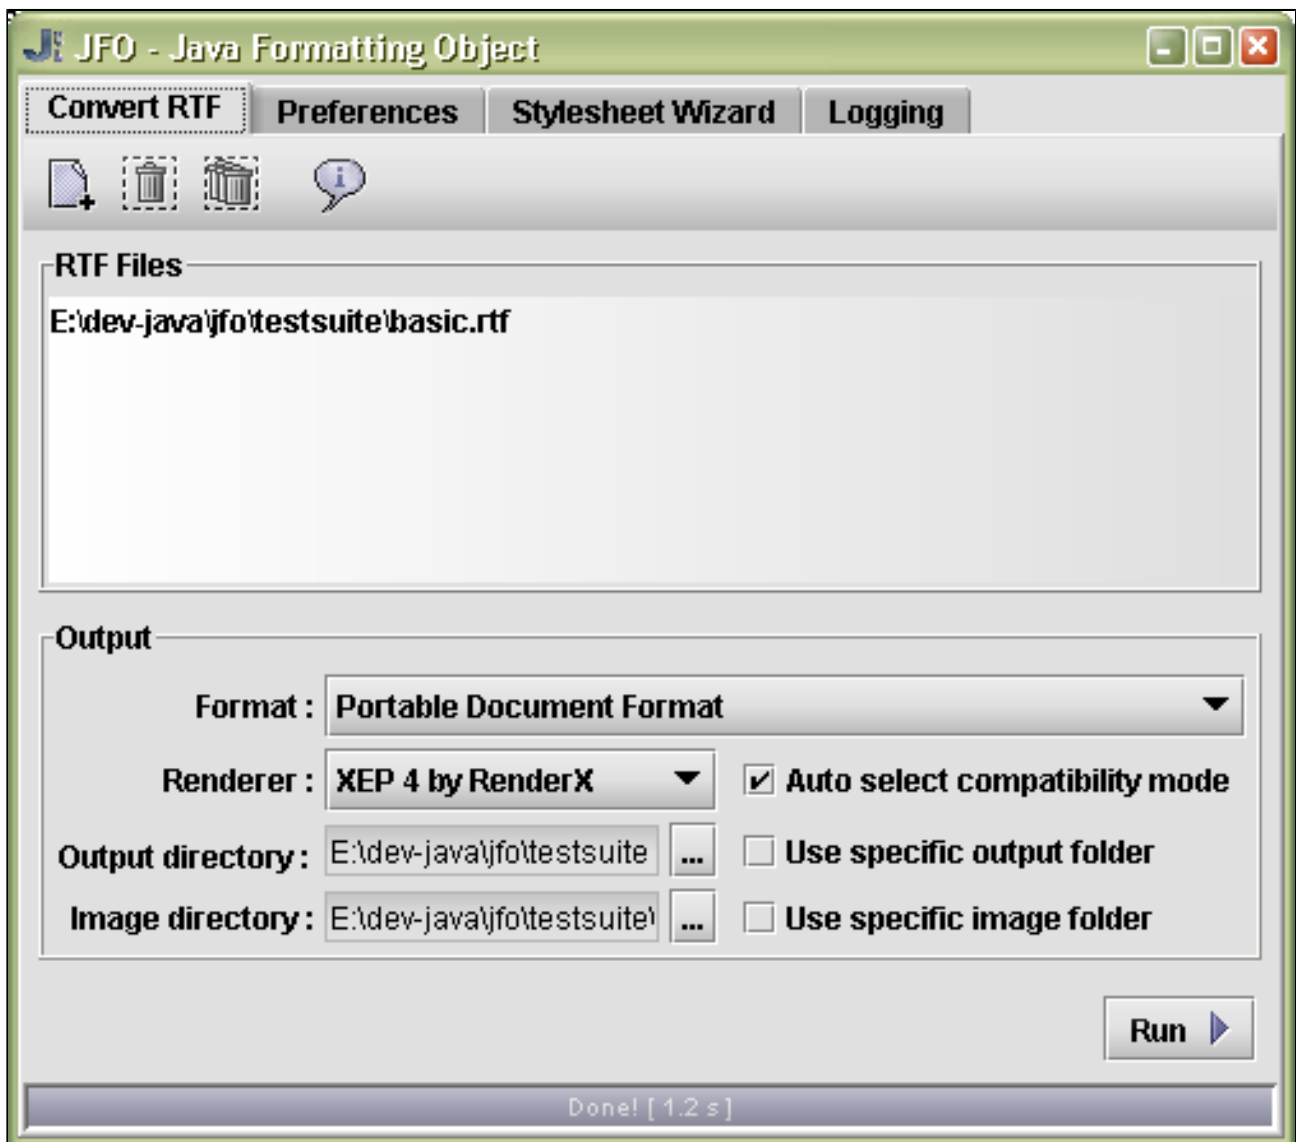 JFO - Java Formatting Object
Convert RTF Preferences Stylesheet Wizard Logging
RTF Files
E:\dev-java\jfo\testsuite\basic.rtf
Output
Format : Portable Document Format
Renderer : XEP 4 by RenderX Auto select compatibility mode
Output directory : E:\dev-java\jfo\testsuite ... Use specific output folder
Image directory : E:\dev-java\jfo\testsuite\ ... Use specific image folder
Run
Done! [ 1.2 s ]